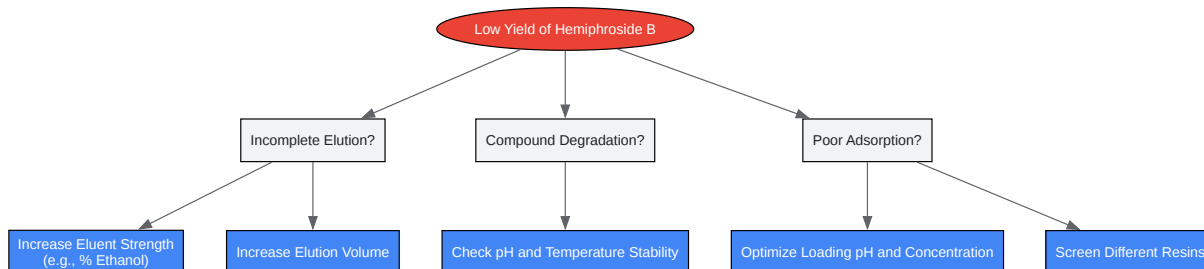 Low Yield of Hemiphroside B
Incomplete Elution?
Compound Degradation?
Poor Adsorption?
Increase Eluent Strength
(e.g., % Ethanol)
Increase Elution Volume
Check pH and Temperature Stability
Optimize Loading pH and Concentration
Screen Different Resins